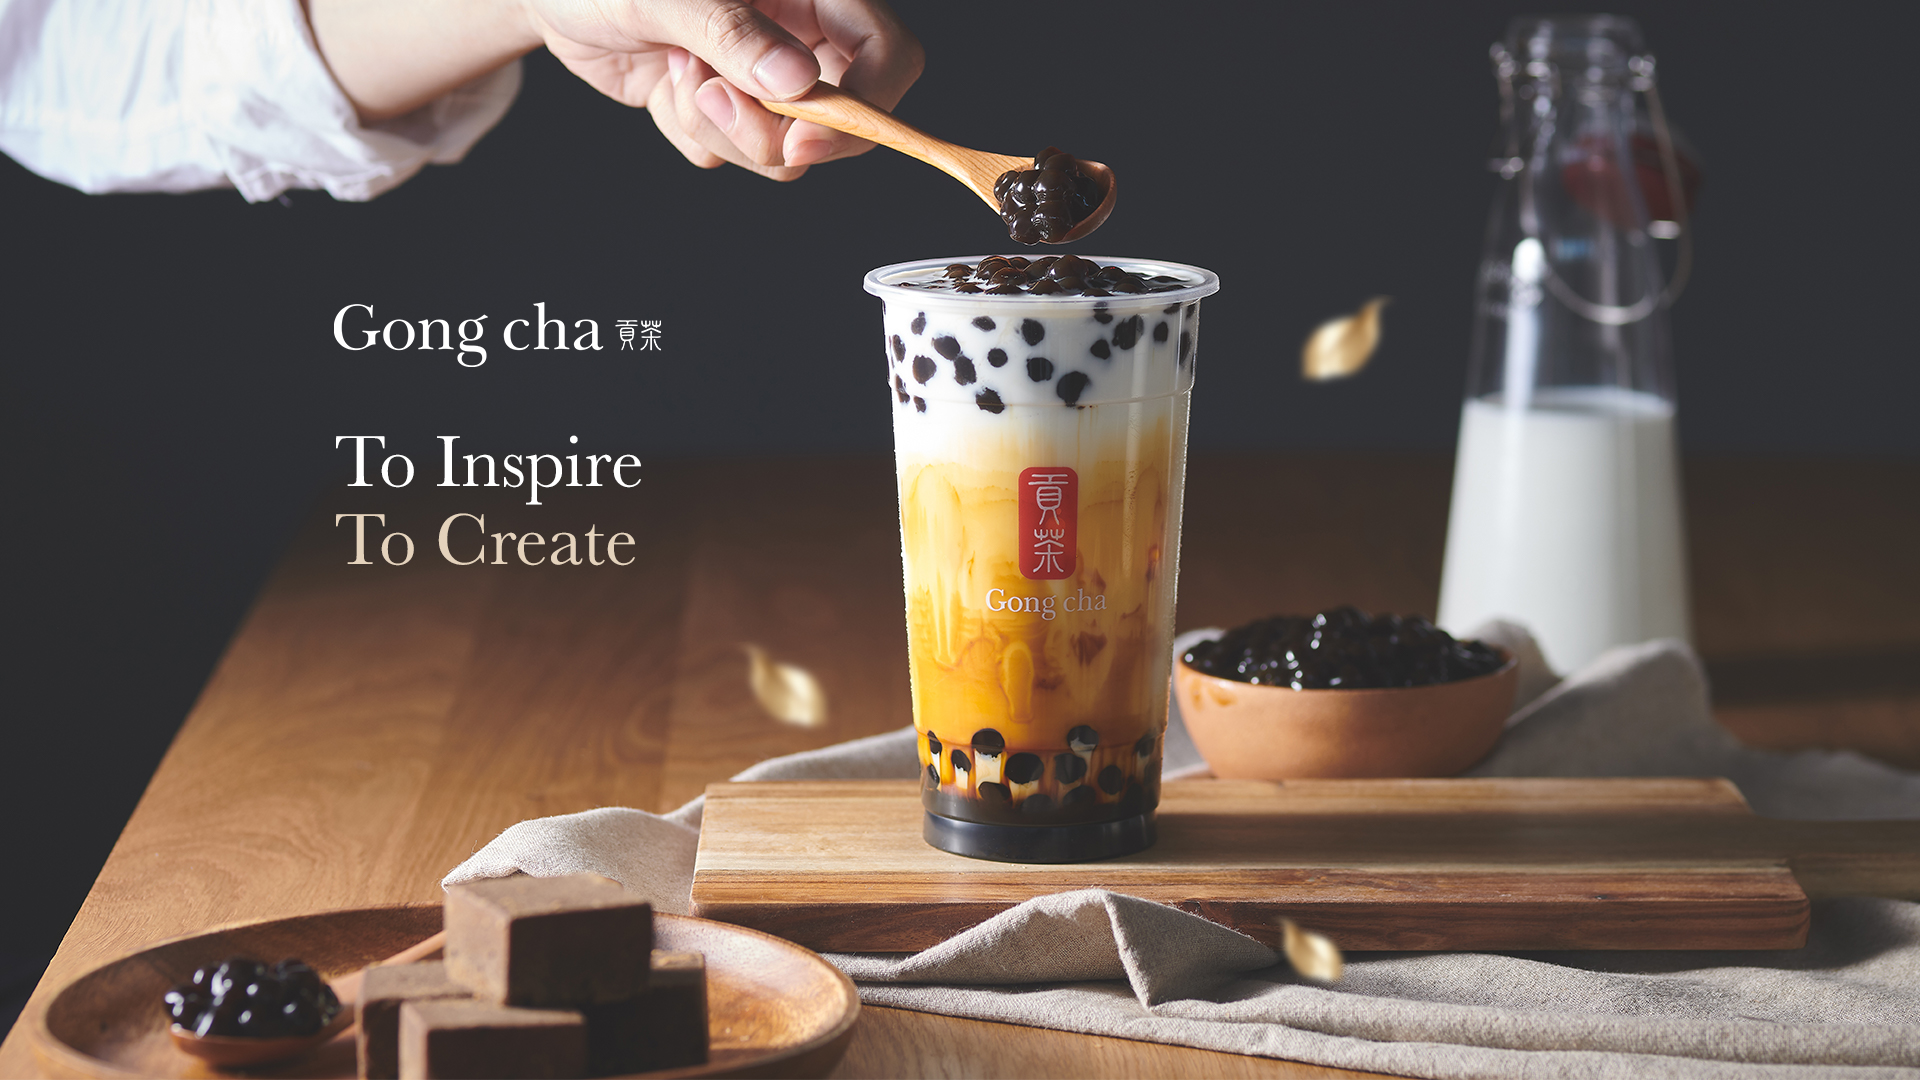 Gong cha 貢茶
To Inspire
To Create
貢茶
Gong cha